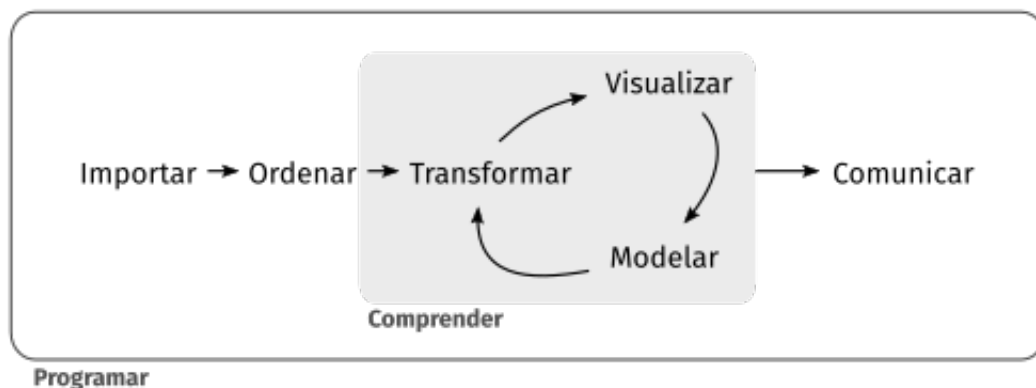 Visualizar
Importar → Ordenar → Transformar → Comunicar
Modelar
Comprender
Programar